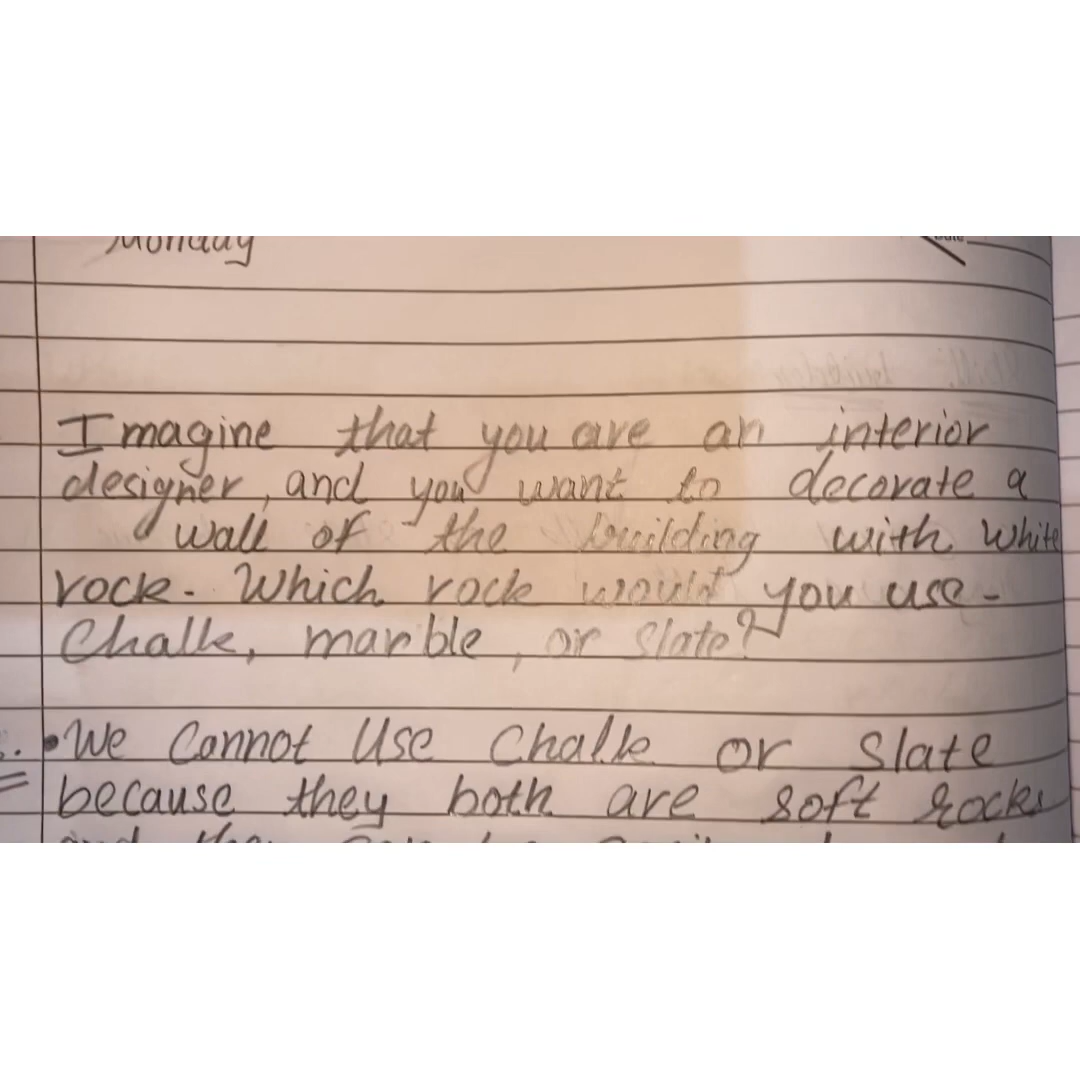 Monday
Imagine that you are an interior
designer, and you want to decorate a
wall of the building with white
rock. Which rock would you use-
Chalk, marble, or Slate?
• We Cannot Use Chalk or Slate
because they both are soft rocks